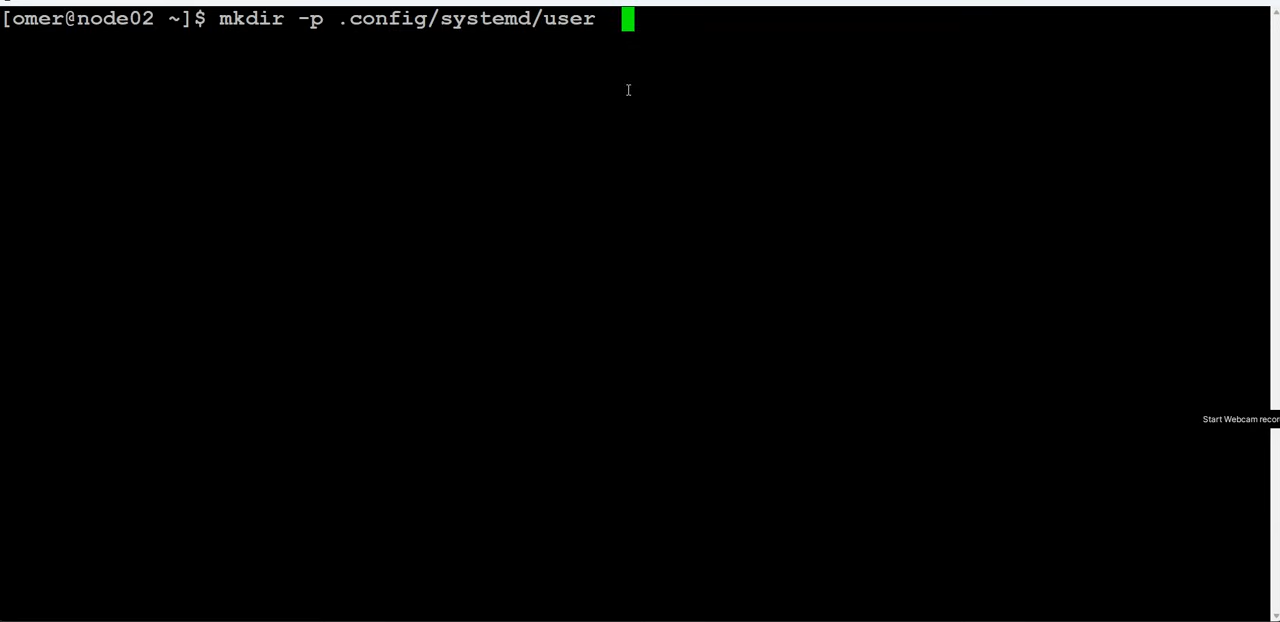 [omer@node02 ~]$ mkdir -p .config/systemd/user
Start Webcam recor